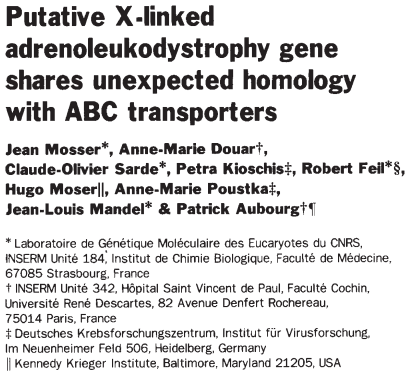 Putative X-linked
adrenoleukodystrophy gene
shares unexpected homology
with ABC transporters
Jean Mosser*, Anne-Marie Douar†,
Claude-Olivier Sarde*, Petra Kioschis‡, Robert Feil*§,
Hugo Moser‖, Anne-Marie Poustka‡,
Jean-Louis Mandel* & Patrick Aubourg†¶
* Laboratoire de Génétique Moléculaire des Eucaryotes du CNRS,
INSERM Unité 184, Institut de Chimie Biologique, Faculté de Médecine,
67085 Strasbourg, France
† INSERM Unité 342, Hôpital Saint Vincent de Paul, Faculté Cochin,
Université René Descartes, 82 Avenue Denfert Rochereau,
75014 Paris, France
‡ Deutsches Krebsforschungszentrum, Institut für Virusforschung,
Im Neuenheimer Feld 506, Heidelberg, Germany
‖ Kennedy Krieger Institute, Baltimore, Maryland 21205, USA